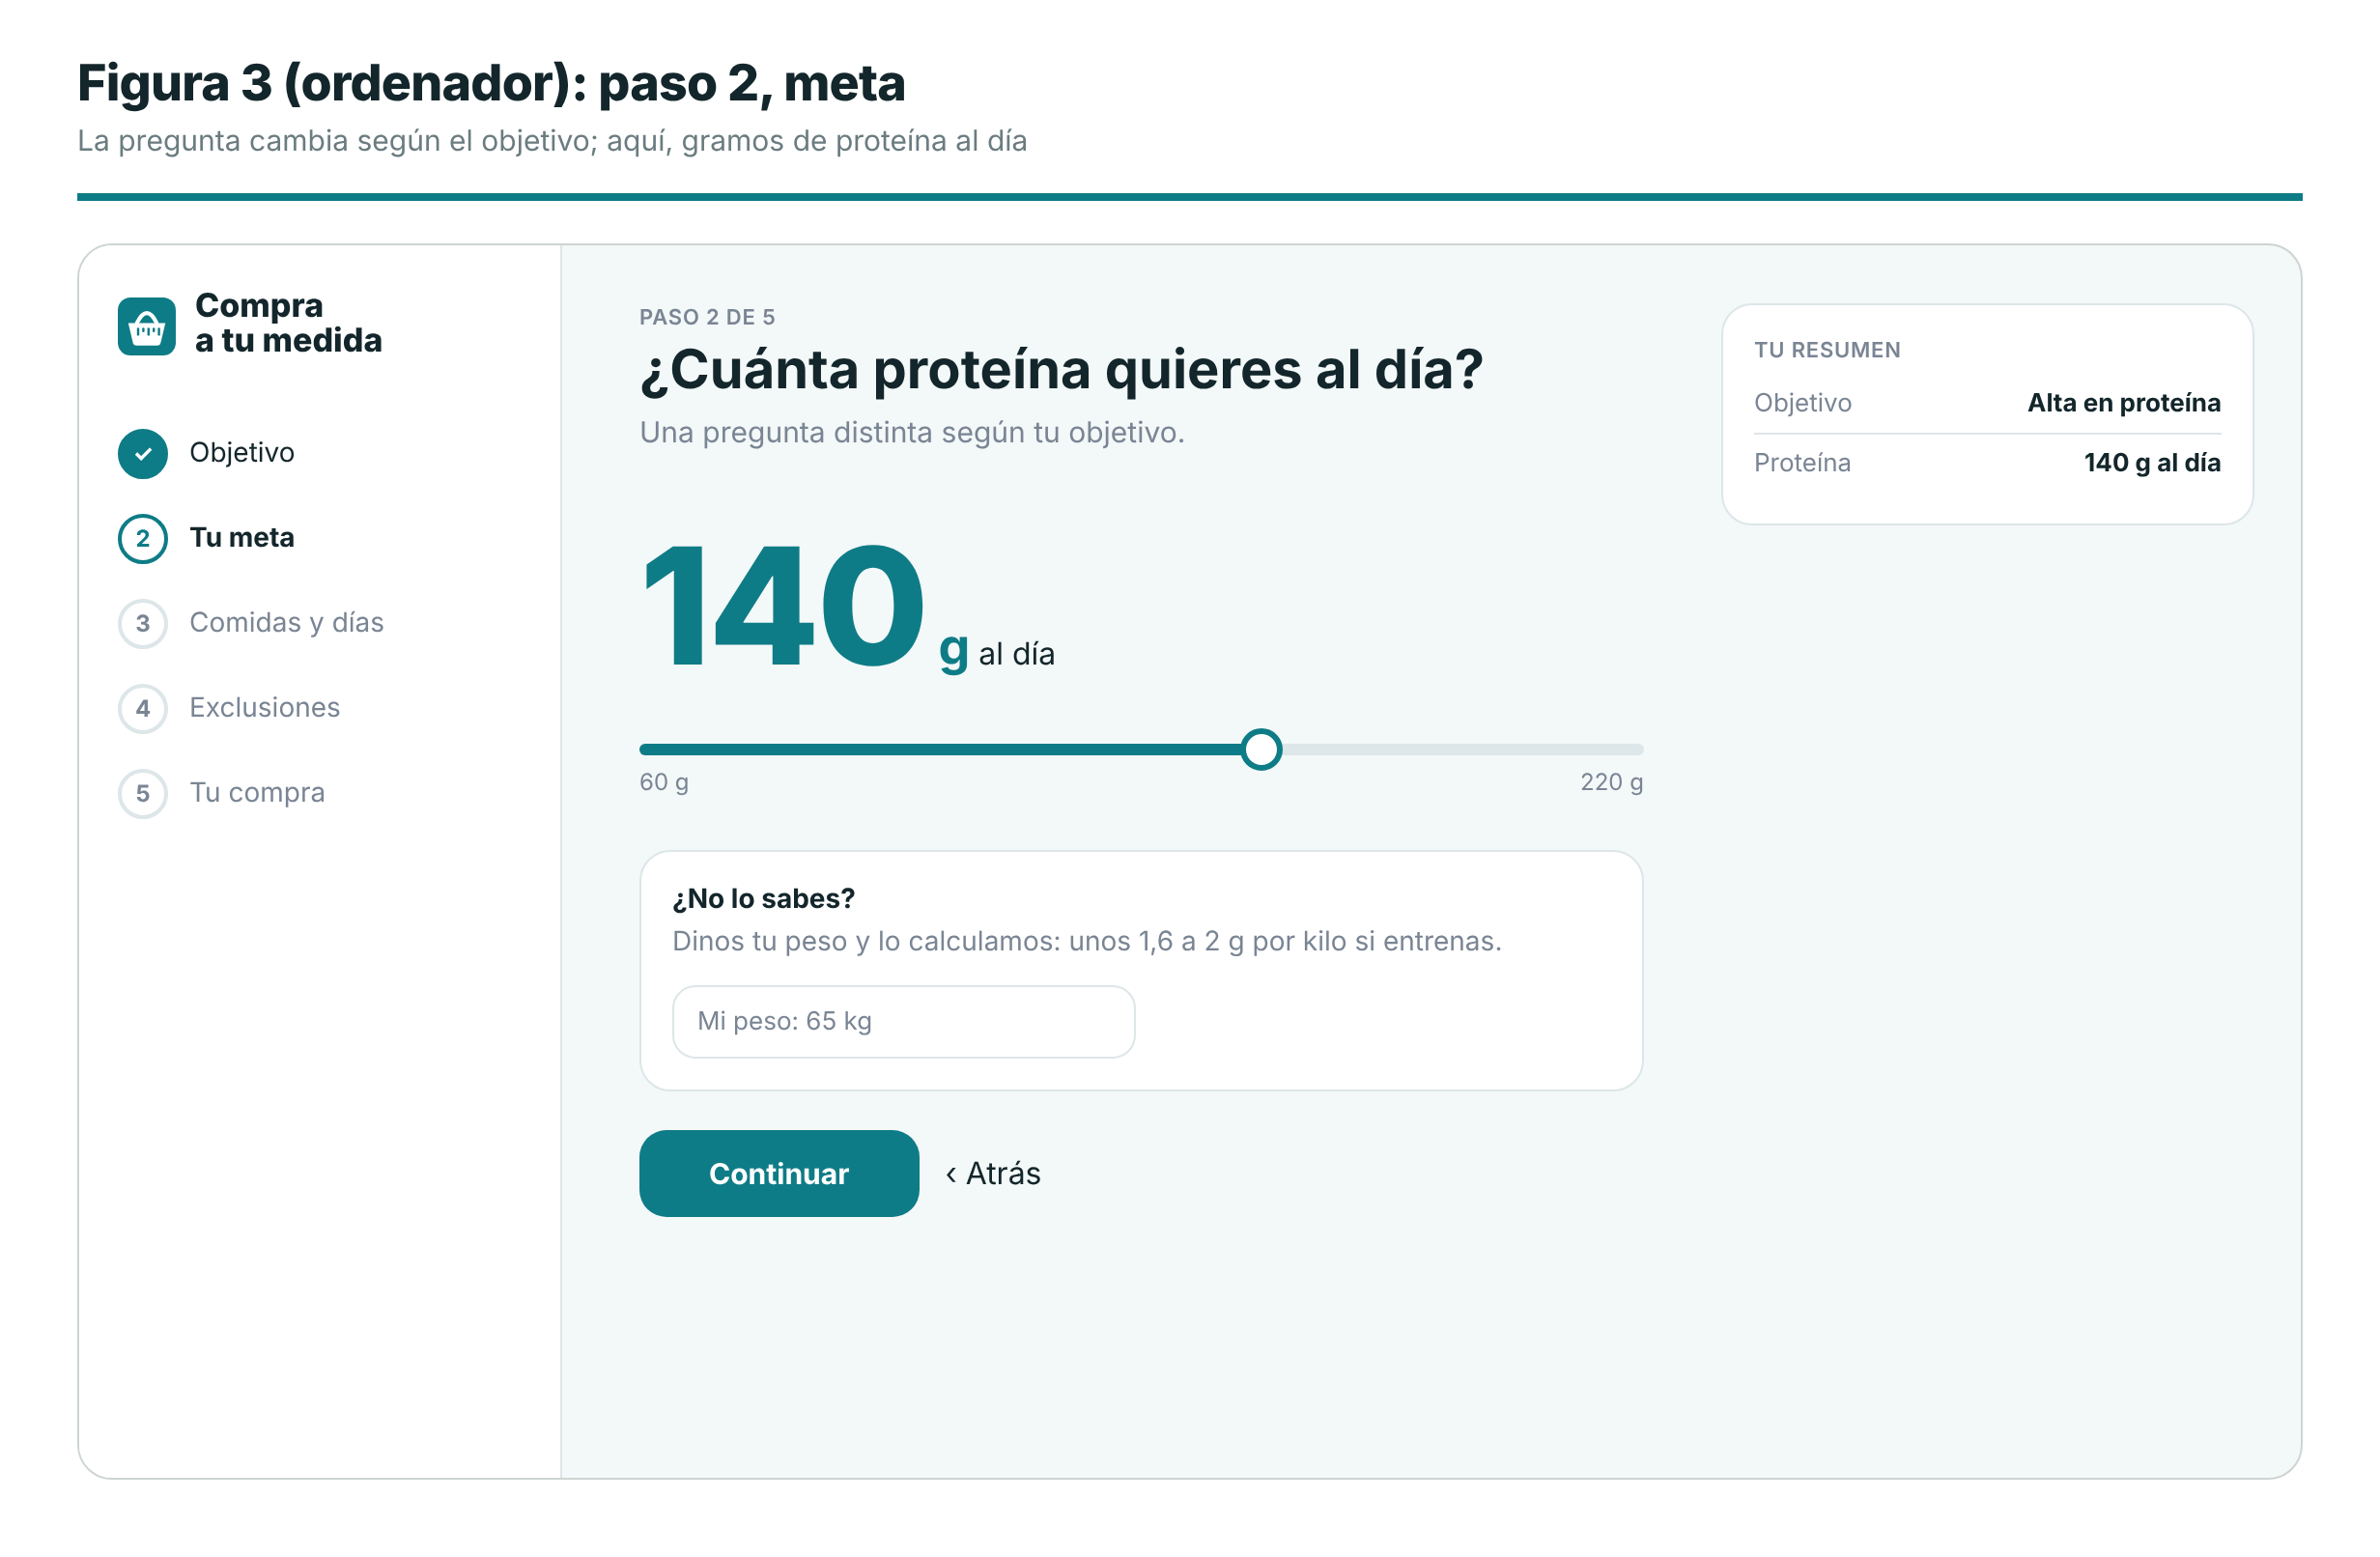 Figura 3 (ordenador): paso 2, meta
La pregunta cambia según el objetivo; aquí, gramos de proteína al día
Compra
a tu medida
Objetivo
2 Tu meta
3 Comidas y días
4 Exclusiones
5 Tu compra
PASO 2 DE 5
¿Cuánta proteína quieres al día?
Una pregunta distinta según tu objetivo.
140 g al día
60 g 220 g
¿No lo sabes?
Dinos tu peso y lo calculamos: unos 1,6 a 2 g por kilo si entrenas.
Mi peso: 65 kg
Continuar ‹ Atrás
TU RESUMEN
Objetivo Alta en proteína
Proteína 140 g al día